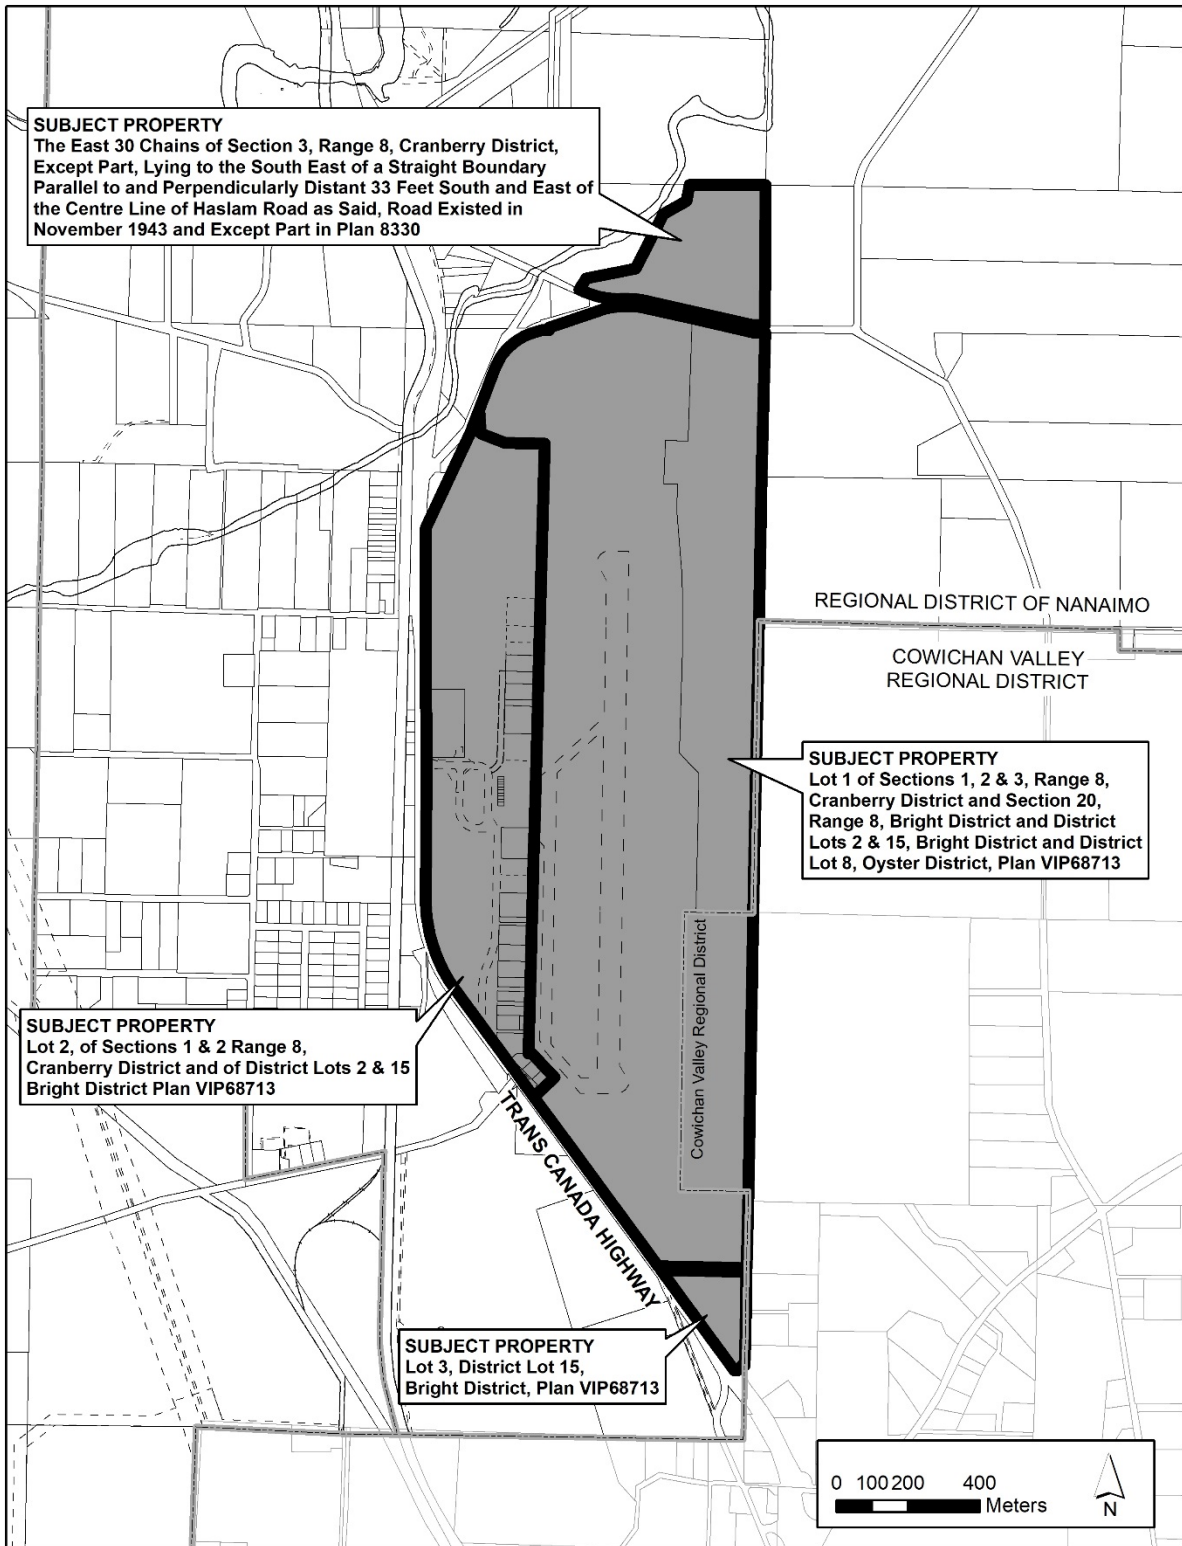 SUBJECT PROPERTY
The East 30 Chains of Section 3, Range 8, Cranberry District,
Except Part, Lying to the South East of a Straight Boundary
Parallel to and Perpendicularly Distant 33 Feet South and East of
the Centre Line of Haslam Road as Said, Road Existed in
November 1943 and Except Part in Plan 8330
REGIONAL DISTRICT OF NANAIMO
COWICHAN VALLEY
REGIONAL DISTRICT
SUBJECT PROPERTY
Lot 1 of Sections 1, 2 & 3, Range 8,
Cranberry District and Section 20,
Range 8, Bright District and District
Lots 2 & 15, Bright District and District
Lot 8, Oyster District, Plan VIP68713
Cowichan Valley Regional District
SUBJECT PROPERTY
Lot 2, of Sections 1 & 2 Range 8,
Cranberry District and of District Lots 2 & 15
Bright District Plan VIP68713
TRANS CANADA HIGHWAY
SUBJECT PROPERTY
Lot 3, District Lot 15,
Bright District, Plan VIP68713
0 100 200 400
Meters
N